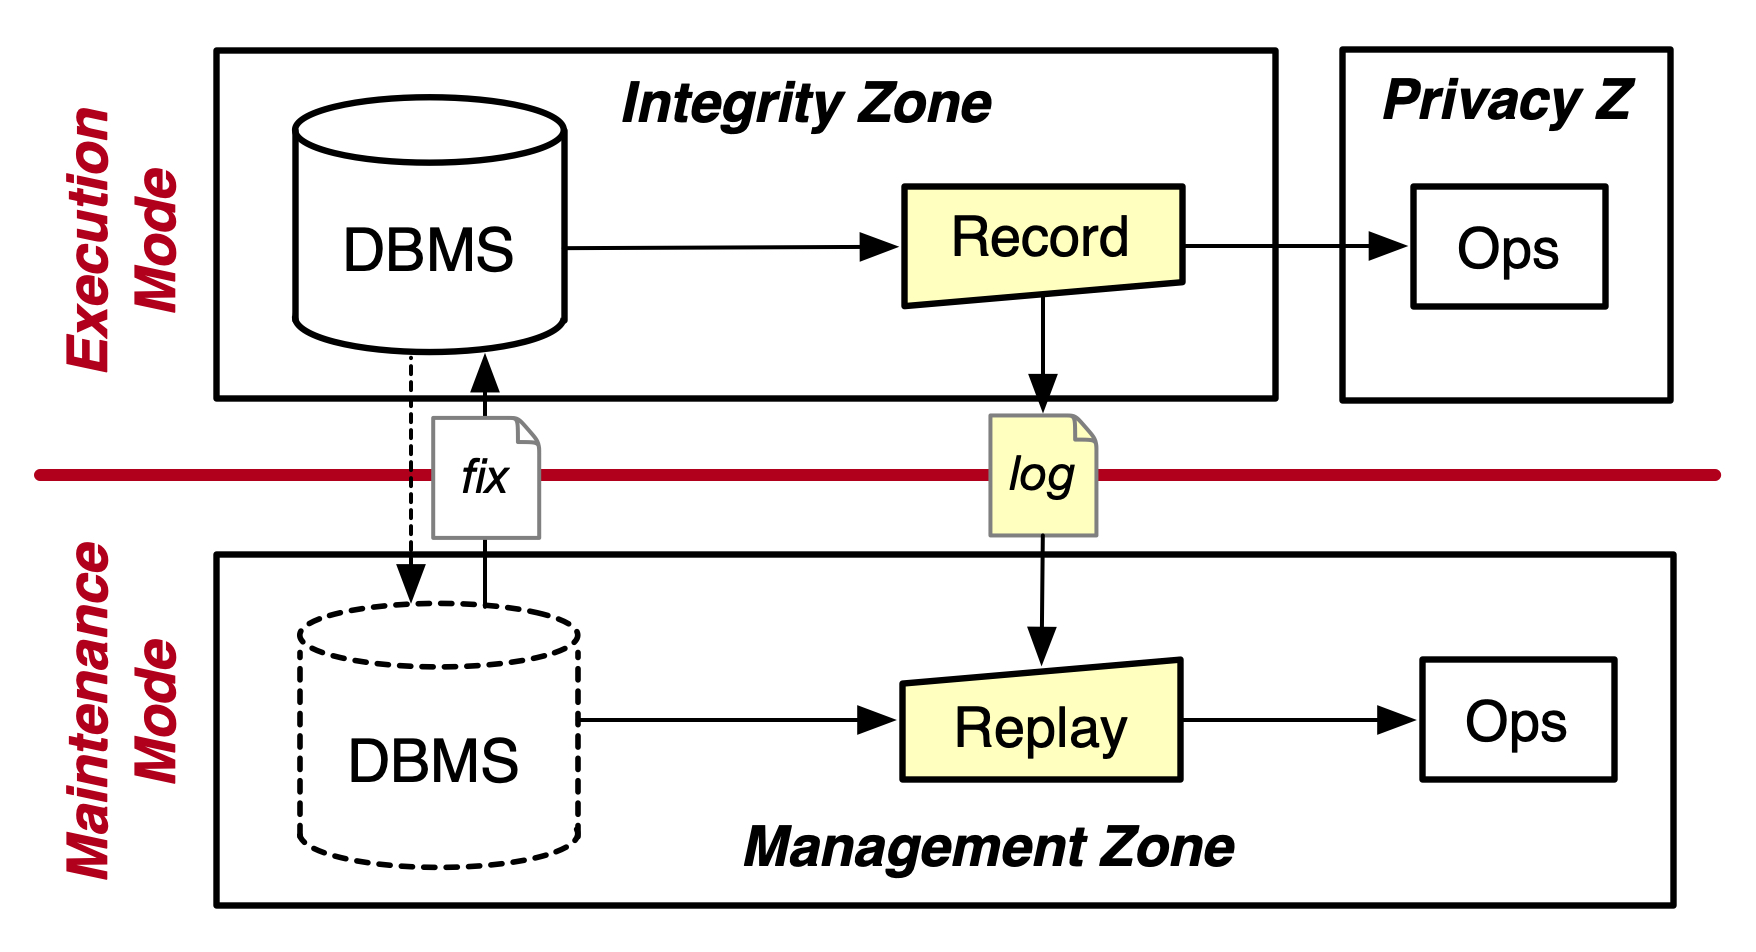 Execution
Mode
Integrity Zone
Privacy Z
DBMS
Record
Ops
fix
log
Maintenance
Mode
DBMS
Replay
Ops
Management Zone